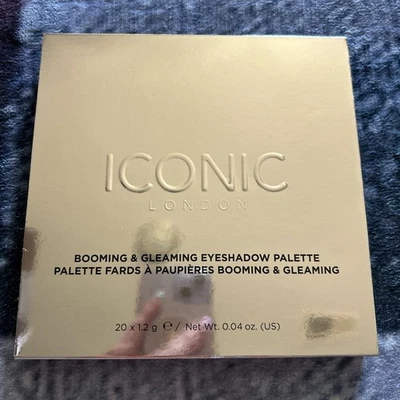 ICONIC
LONDON
BOOMING & GLEAMING EYESHADOW PALETTE
PALETTE FARDS À PAUPIÈRES BOOMING & GLEAMING
20 x 1.2 g ℮ / Net Wt. 0.04 oz. (US)